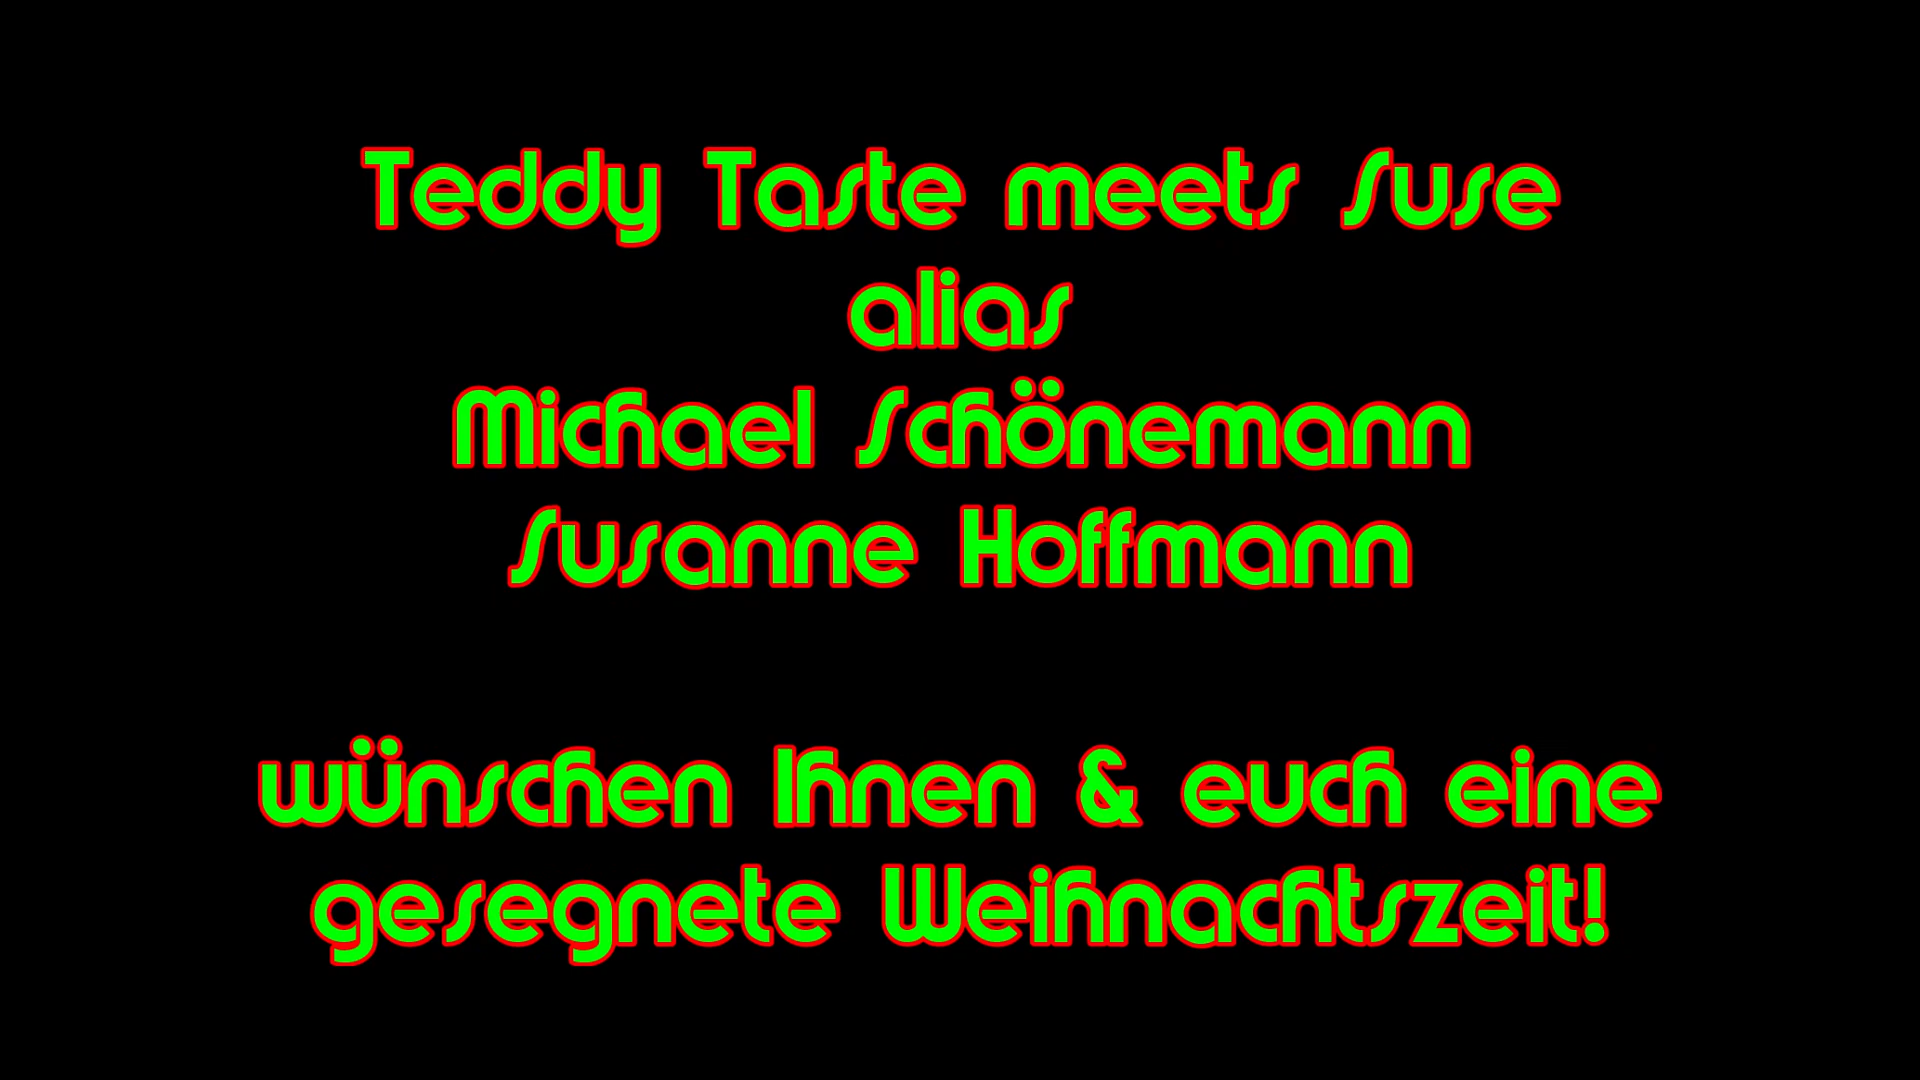 Teddy Taste meets Suse
alias
Michael Schönemann
Susanne Hoffmann
wünschen Ihnen & euch eine
gesegnete Weihnachtszeit!